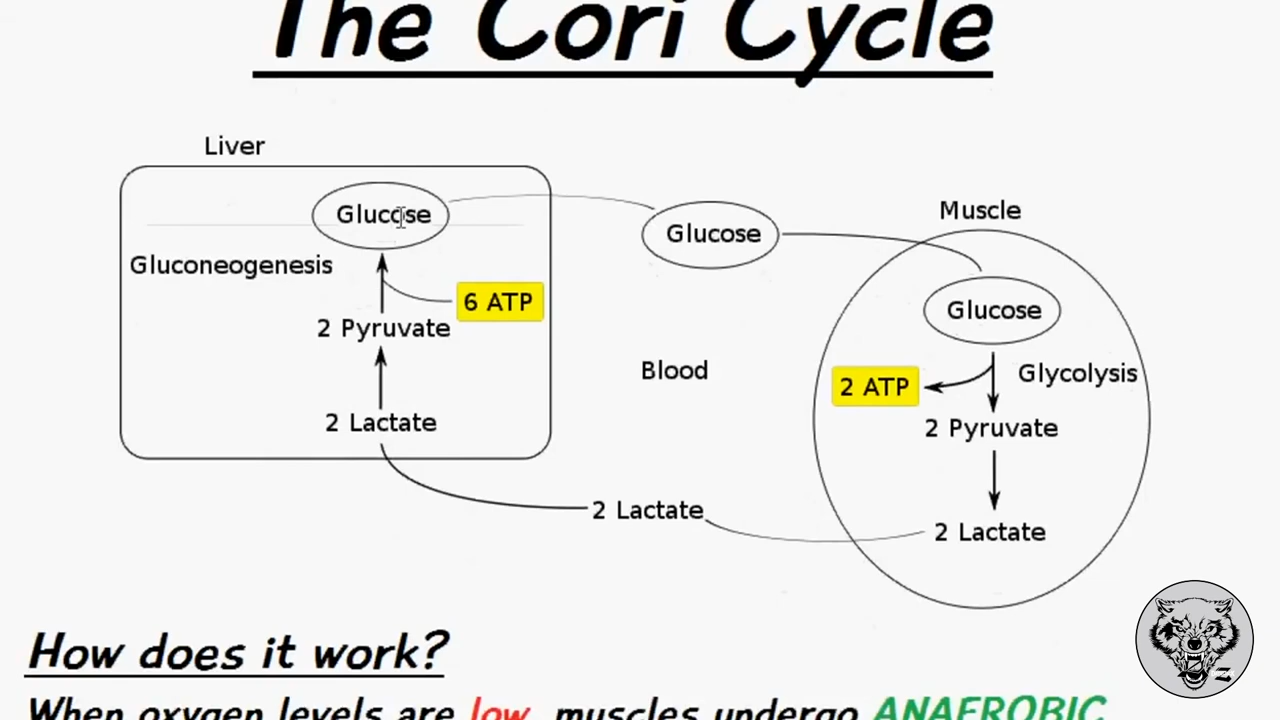 The Cori Cycle
Liver
Glucose
Gluconeogenesis
6 ATP
2 Pyruvate
2 Lactate
Glucose
Blood
2 Lactate
Muscle
Glucose
Glycolysis
2 ATP
2 Pyruvate
2 Lactate
How does it work?
When oxygen levels are low, muscles undergo ANAEROBIC